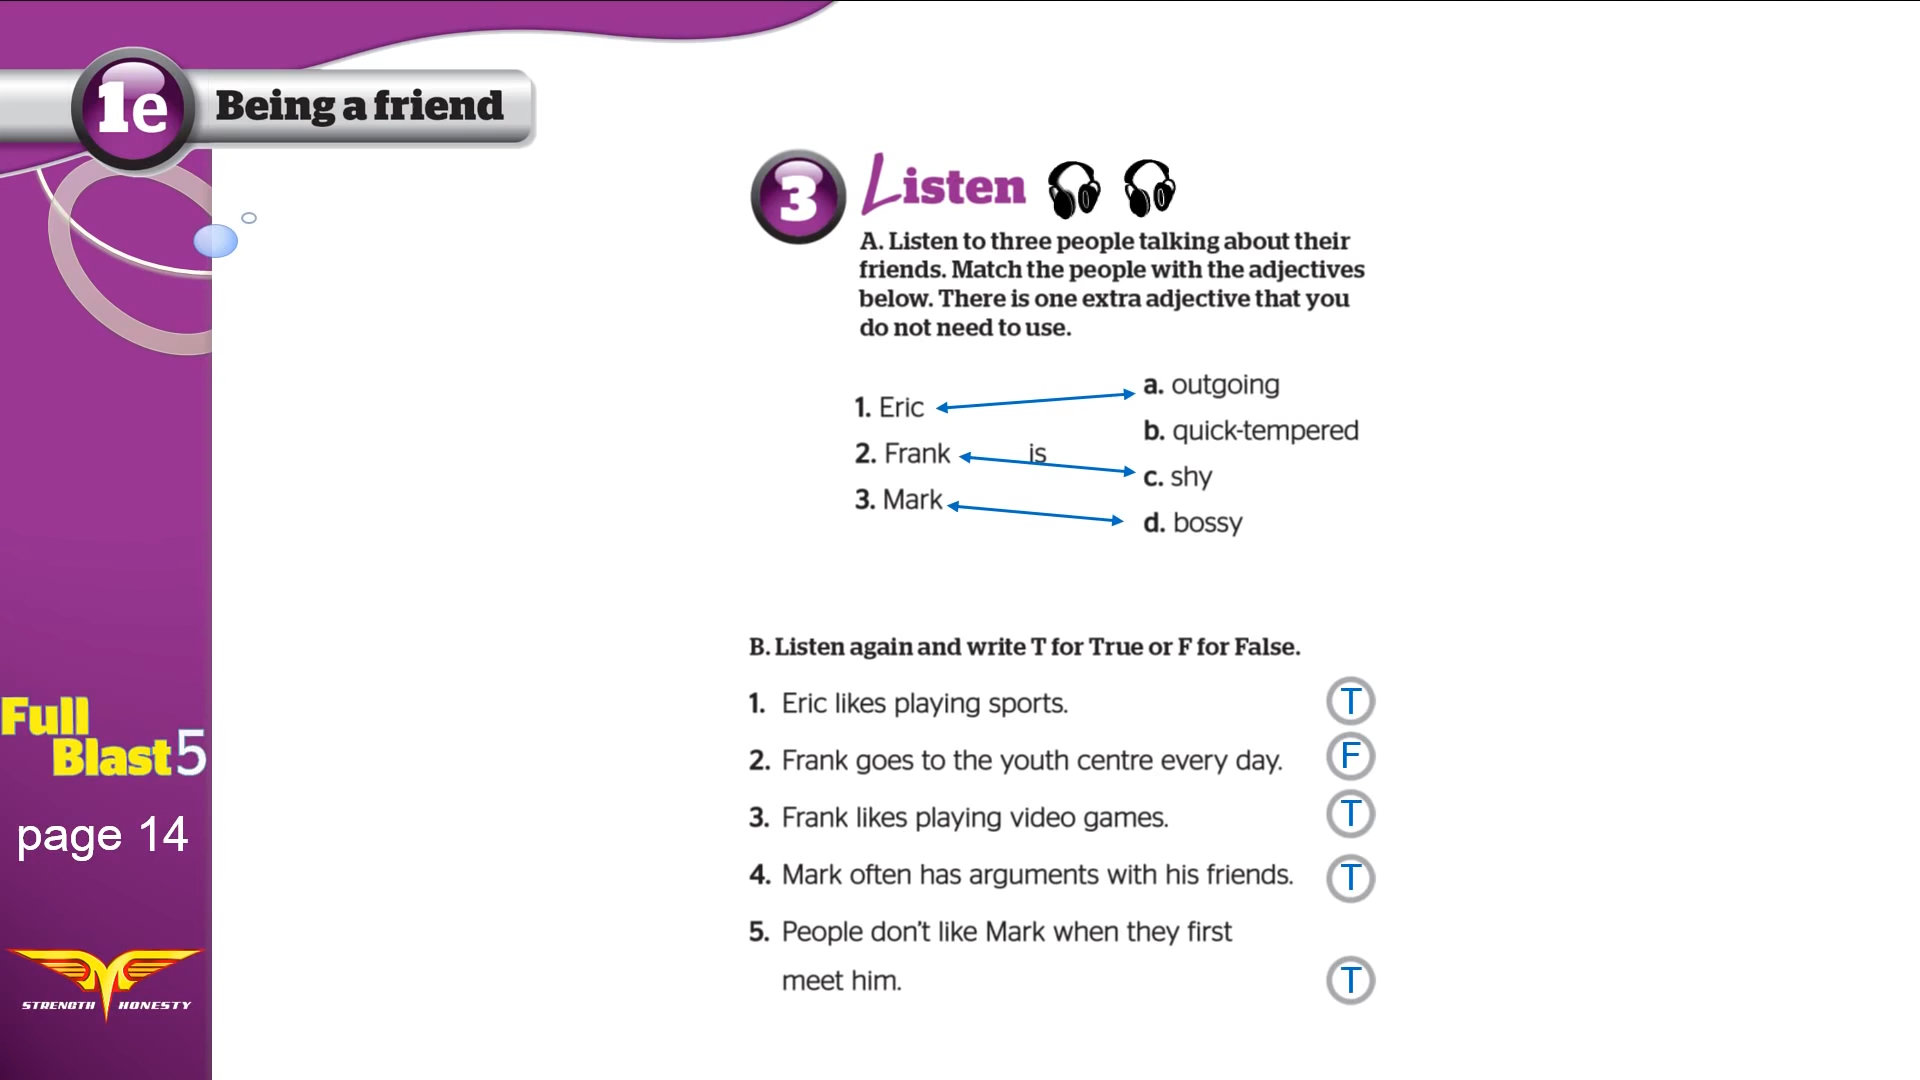 1e Being a friend
3 Listen
A. Listen to three people talking about their
friends. Match the people with the adjectives
below. There is one extra adjective that you
do not need to use.
1. Eric
2. Frank
3. Mark
is
a. outgoing
b. quick-tempered
c. shy
d. bossy
B. Listen again and write T for True or F for False.
1. Eric likes playing sports. T
2. Frank goes to the youth centre every day. F
3. Frank likes playing video games. T
4. Mark often has arguments with his friends. T
5. People don't like Mark when they first
meet him. T
Full
Blast 5
page 14
STRENGTH HONESTY